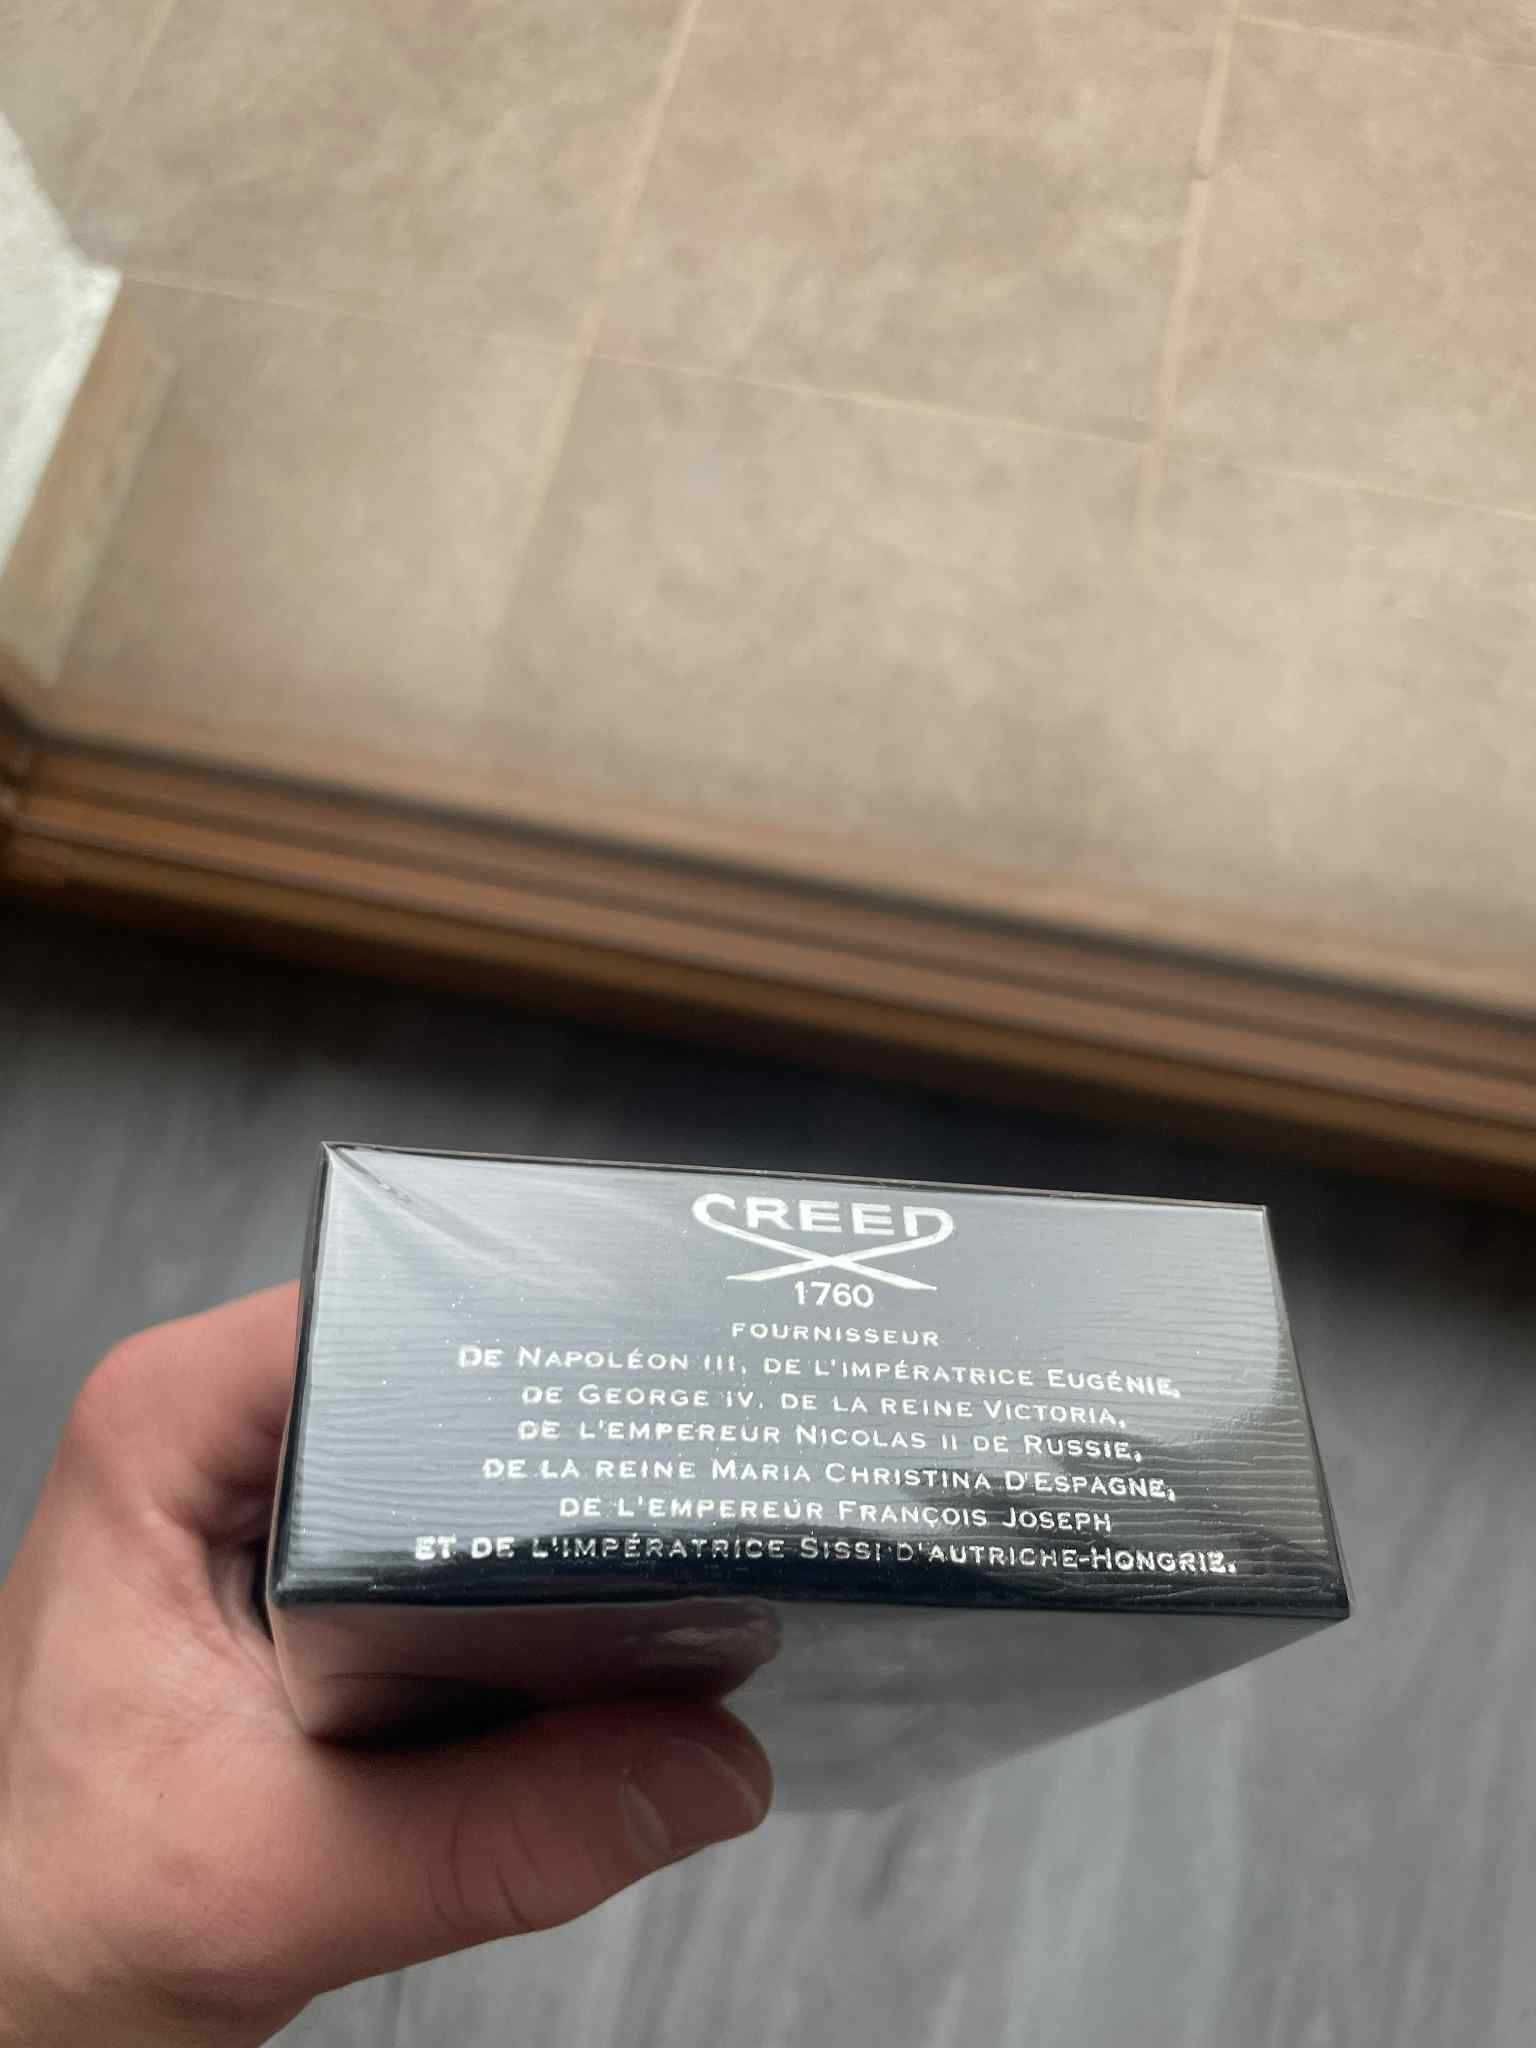 CREED
1760
FOURNISSEUR
DE NAPOLÉON III, DE L'IMPÉRATRICE EUGÉNIE,
DE GEORGE IV, DE LA REINE VICTORIA,
DE L'EMPEREUR NICOLAS II DE RUSSIE,
DE LA REINE MARIA CHRISTINA D'ESPAGNE,
DE L'EMPEREUR FRANÇOIS JOSEPH
ET DE L'IMPÉRATRICE SISSI D'AUTRICHE-HONGRIE.